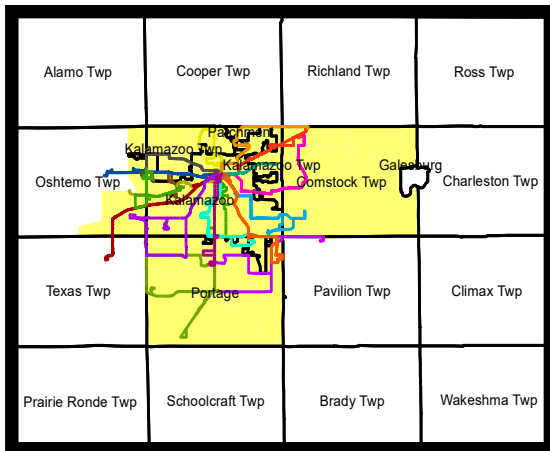 Alamo Twp
Cooper Twp
Richland Twp
Ross Twp
Parchment
Kalamazoo Twp
Kalamazoo Twp
Galesburg
Oshtemo Twp
Comstock Twp
Charleston Twp
Kalamazoo
Texas Twp
Portage
Pavilion Twp
Climax Twp
Prairie Ronde Twp
Schoolcraft Twp
Brady Twp
Wakeshma Twp